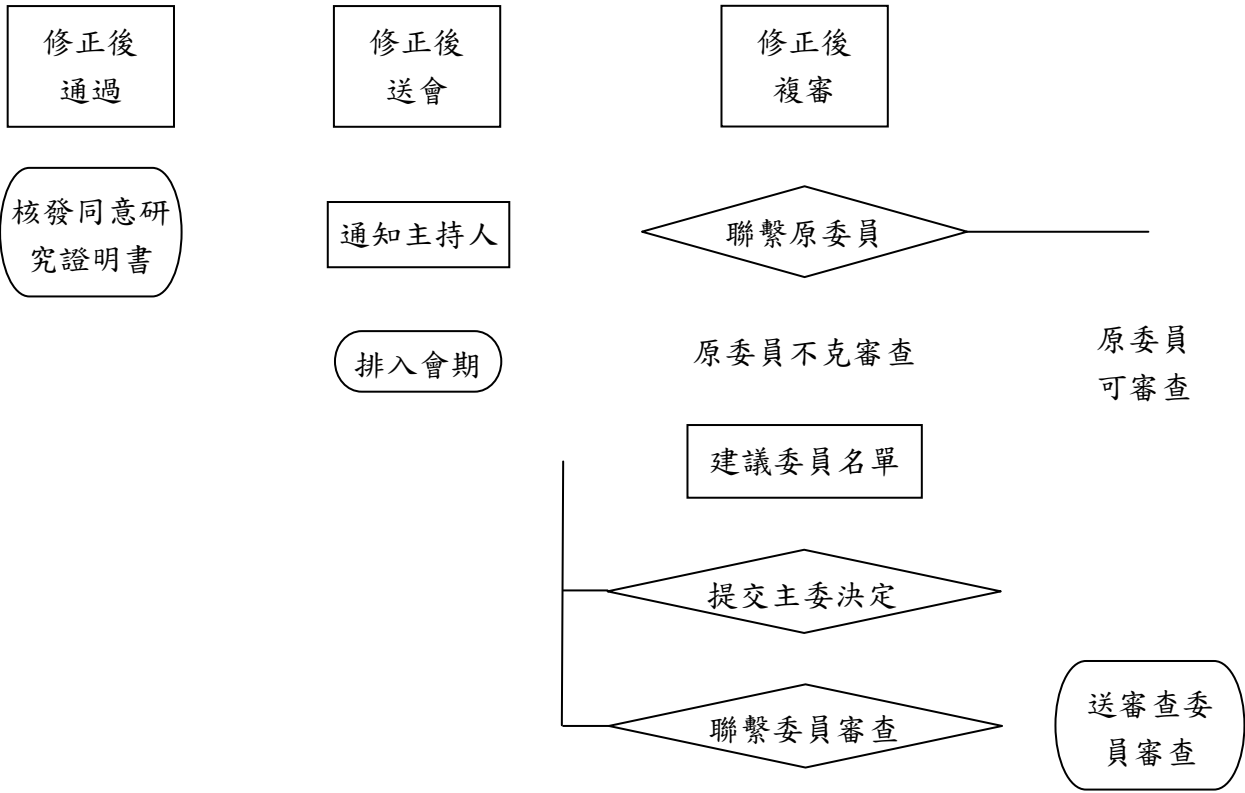 修正後
通過
修正後
送會
修正後
複審
核發同意研
究證明書
通知主持人
聯繫原委員
排入會期
原委員不克審查
原委員
可審查
建議委員名單
提交主委決定
聯繫委員審查
送審查委
員審查